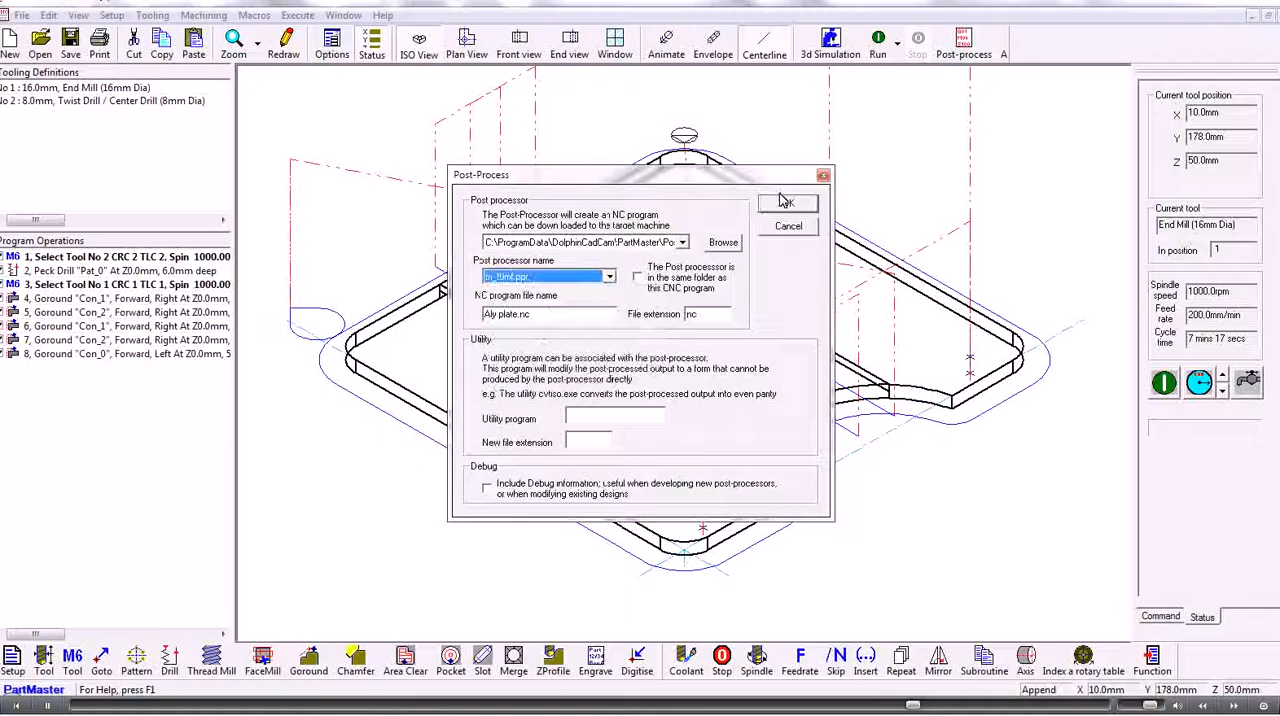 File Edit View Setup Tooling Machining Macros Execute Window Help
New Open Save Print Cut Copy Paste Zoom Redraw Options Status ISO View Plan View Front view End view Window Animate Envelope Centerline 3d Simulation Run Stop Post-process A
Tooling Definitions
No 1 : 16.0mm, End Mill (16mm Dia)
No 2 : 8.0mm, Twist Drill / Center Drill (8mm Dia)
Program Operations
M6 1, Select Tool No 2 CRC 2 TLC 2, Spin 1000.00
2, Peck Drill "Pat_0" At Z0.0mm, 6.0mm deep
M6 3, Select Tool No 1 CRC 1 TLC 1, Spin 1000.00
4, Goround "Con_1", Forward, Right At Z0.0mm,
5, Goround "Con_2", Forward, Right At Z0.0mm,
6, Goround "Con_1", Forward, Right At Z0.0mm,
7, Goround "Con_2", Forward, Right At Z0.0mm,
8, Goround "Con_0", Forward, Left At Z0.0mm, 5
Post-Process
Post processor
The Post-Processor will create an NC program
which can be down loaded to the target machine
C:\ProgramData\DolphinCadCam\PartMaster\Po
Browse
OK
Cancel
Post processor name
The Post processsor is
in the same folder as
this CNC program
NC program file name
Aly plate.nc
File extension nc
Utility
A utility program can be associated with the post-processor.
This program will modify the post-processed output to a form that cannot be
produced by the post-processor directly
e.g. The utility cvtiso.exe converts the post-processed output into even parity
Utility program
New file extension
Debug
Include Debug information; useful when developing new post-processors,
or when modifying existing designs
Current tool position
X 10.0mm
Y 178.0mm
Z 50.0mm
Current tool
End Mill (16mm Dia)
In position 1
Spindle
speed 1000.0rpm
Feed
rate 200.0mm/min
Cycle
time 7 mins 17 secs
Command Status
Setup Tool Goto Pattern Drill Thread Mill FaceMill Goround Chamfer Area Clear Pocket Slot Merge ZProfile Engrave Digitise Coolant Stop Spindle Feedrate Skip Insert Repeat Mirror Subroutine Axis Index a rotary table Function
PartMaster For Help, press F1 Append X 10.0mm Y 178.0mm Z 50.0mm